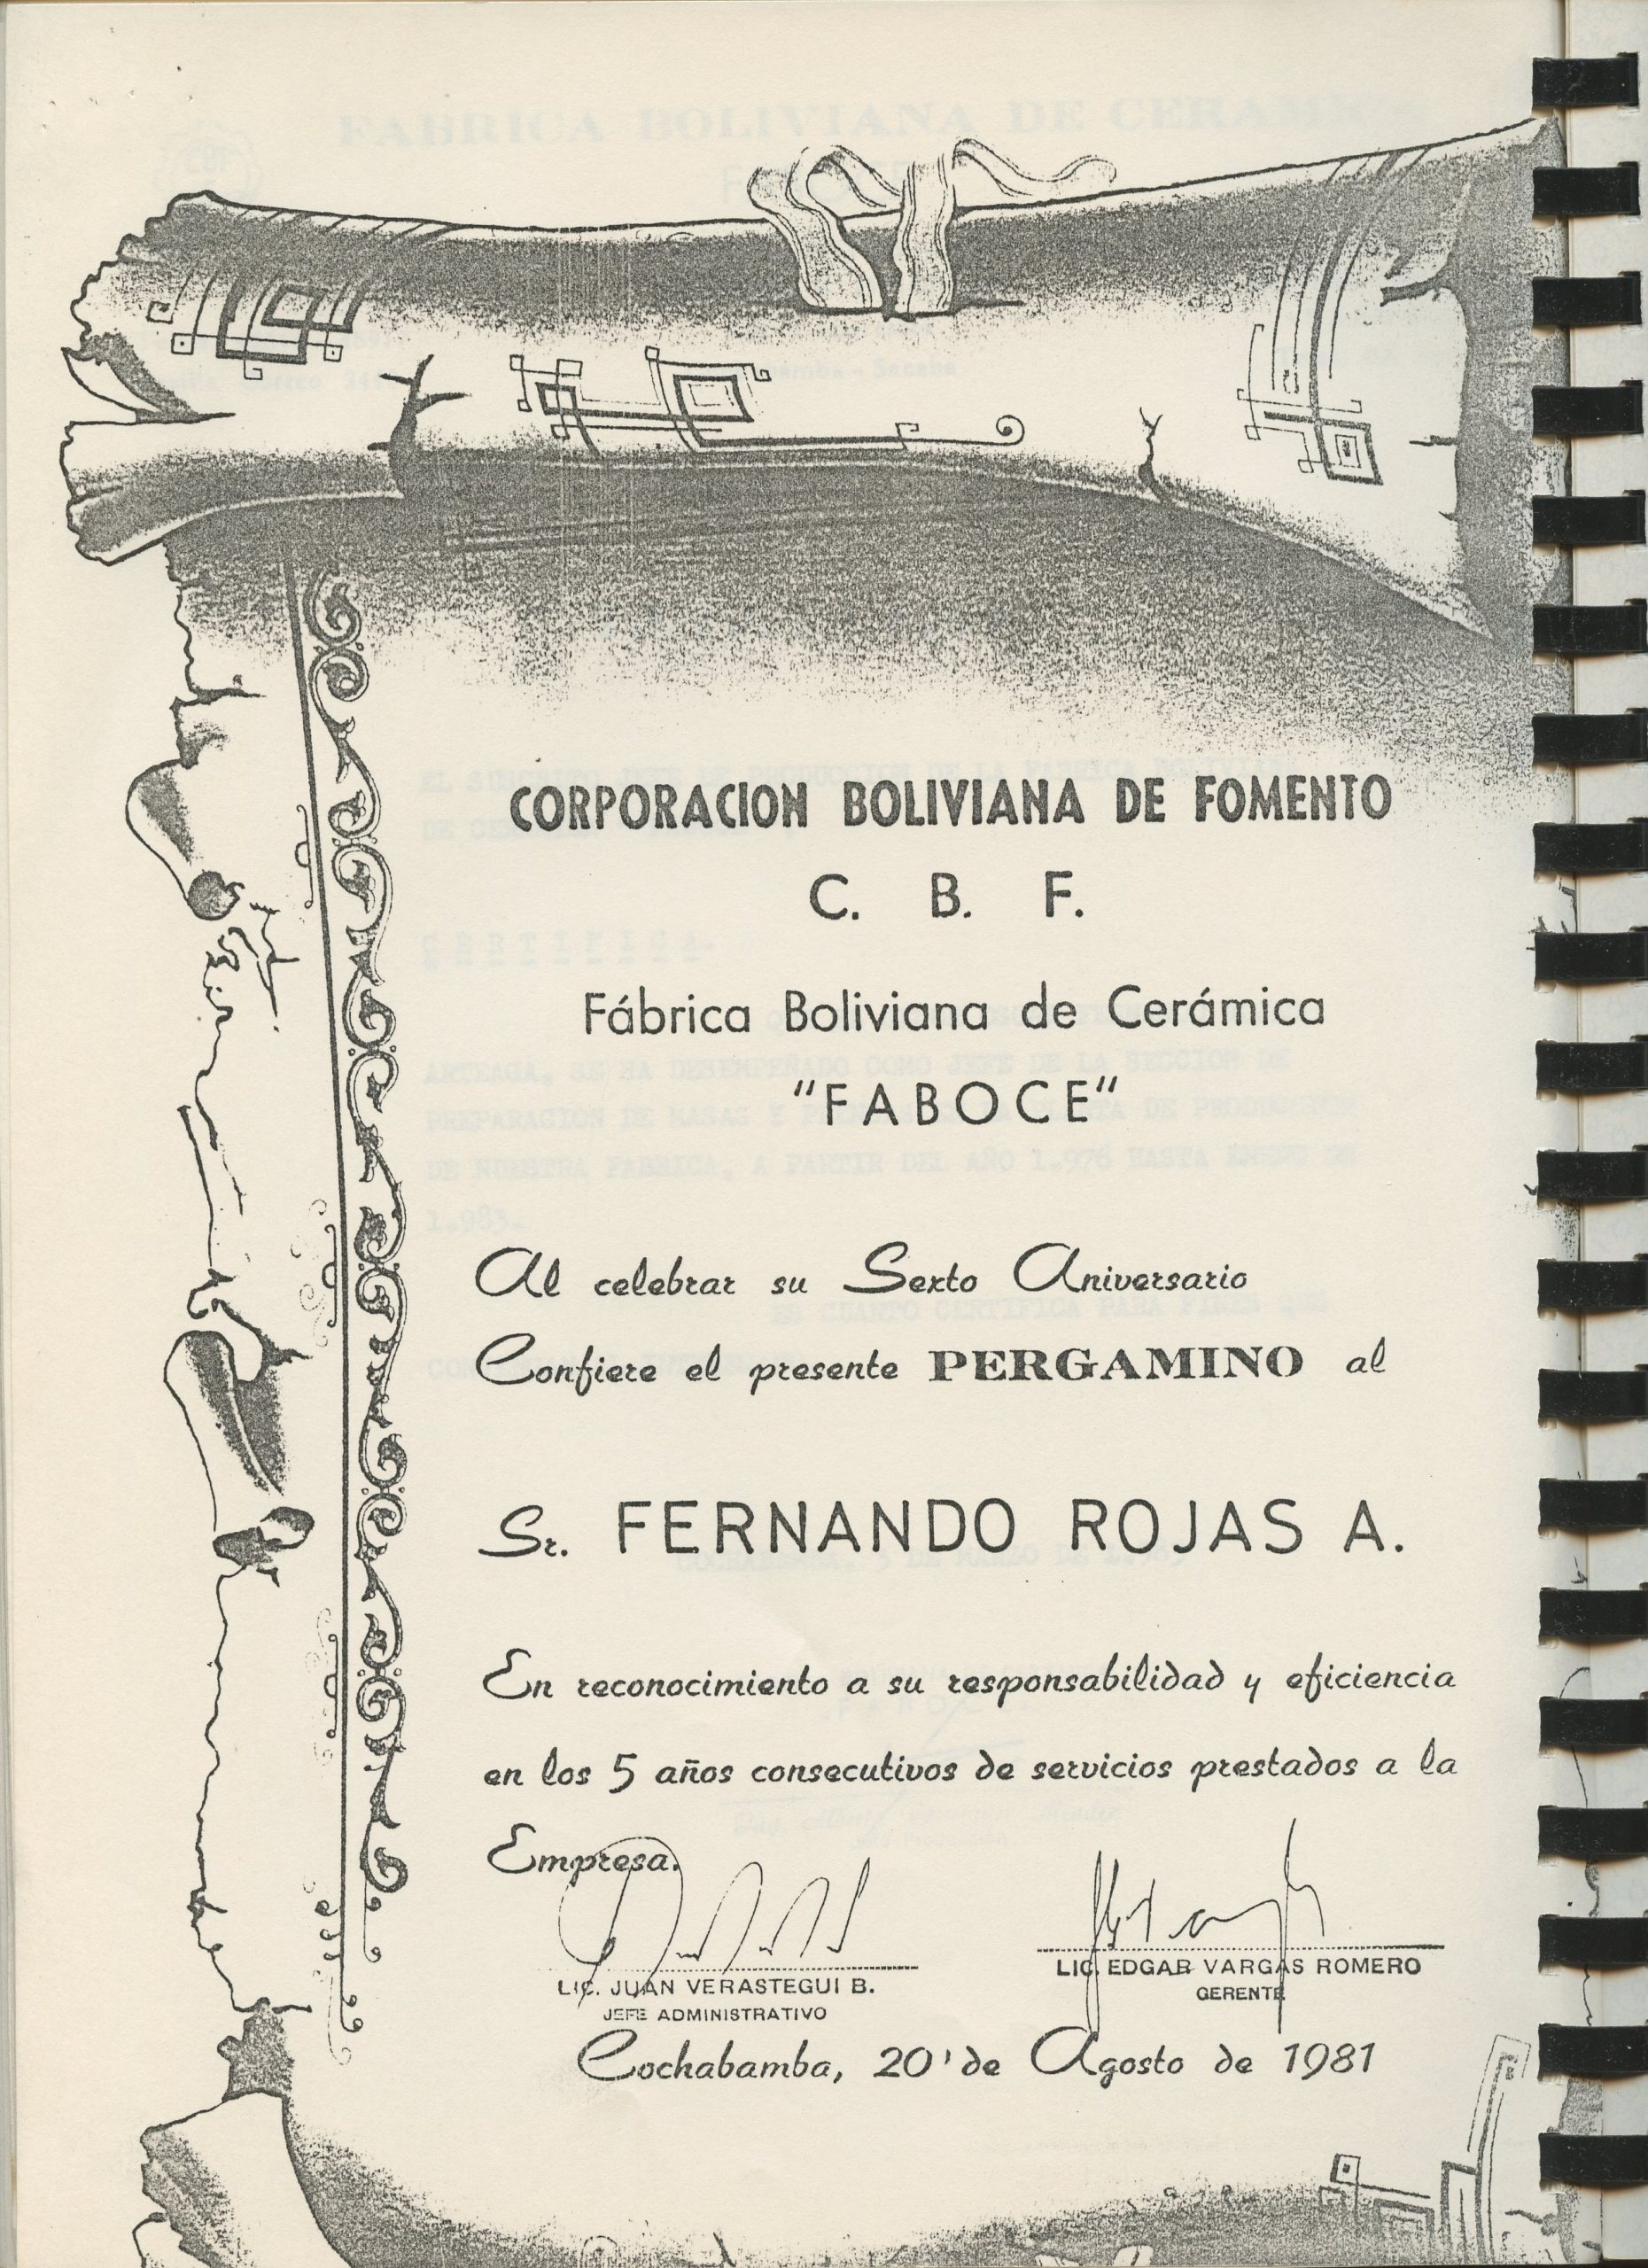 CORPORACION BOLIVIANA DE FOMENTO
C. B. F.
Fábrica Boliviana de Cerámica
"FABOCE"
Al celebrar su Sexto Aniversario
Confiere el presente PERGAMINO al
Sr. FERNANDO ROJAS A.
En reconocimiento a su responsabilidad y eficiencia
en los 5 años consecutivos de servicios prestados a la
Empresa.
LIC. JUAN VERASTEGUI B.
JEFE ADMINISTRATIVO
LIC. EDGAR VARGAS ROMERO
GERENTE
Cochabamba, 20 de Agosto de 1981